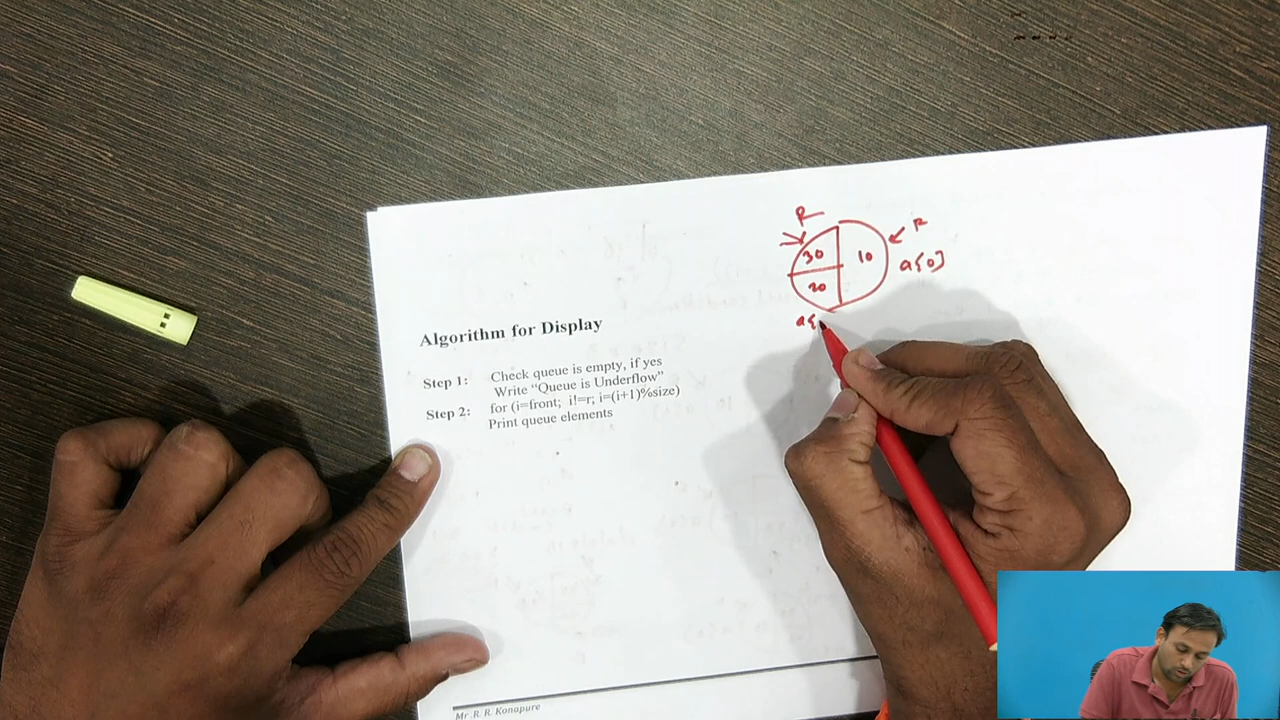 R
30 10
20
a[0]
a[
Algorithm for Display
Step 1: Check queue is empty, if yes
Write “Queue is Underflow”
Step 2: for (i=front; i!=r; i=(i+1)%size)
Print queue elements
Mr .R. R. Konapure